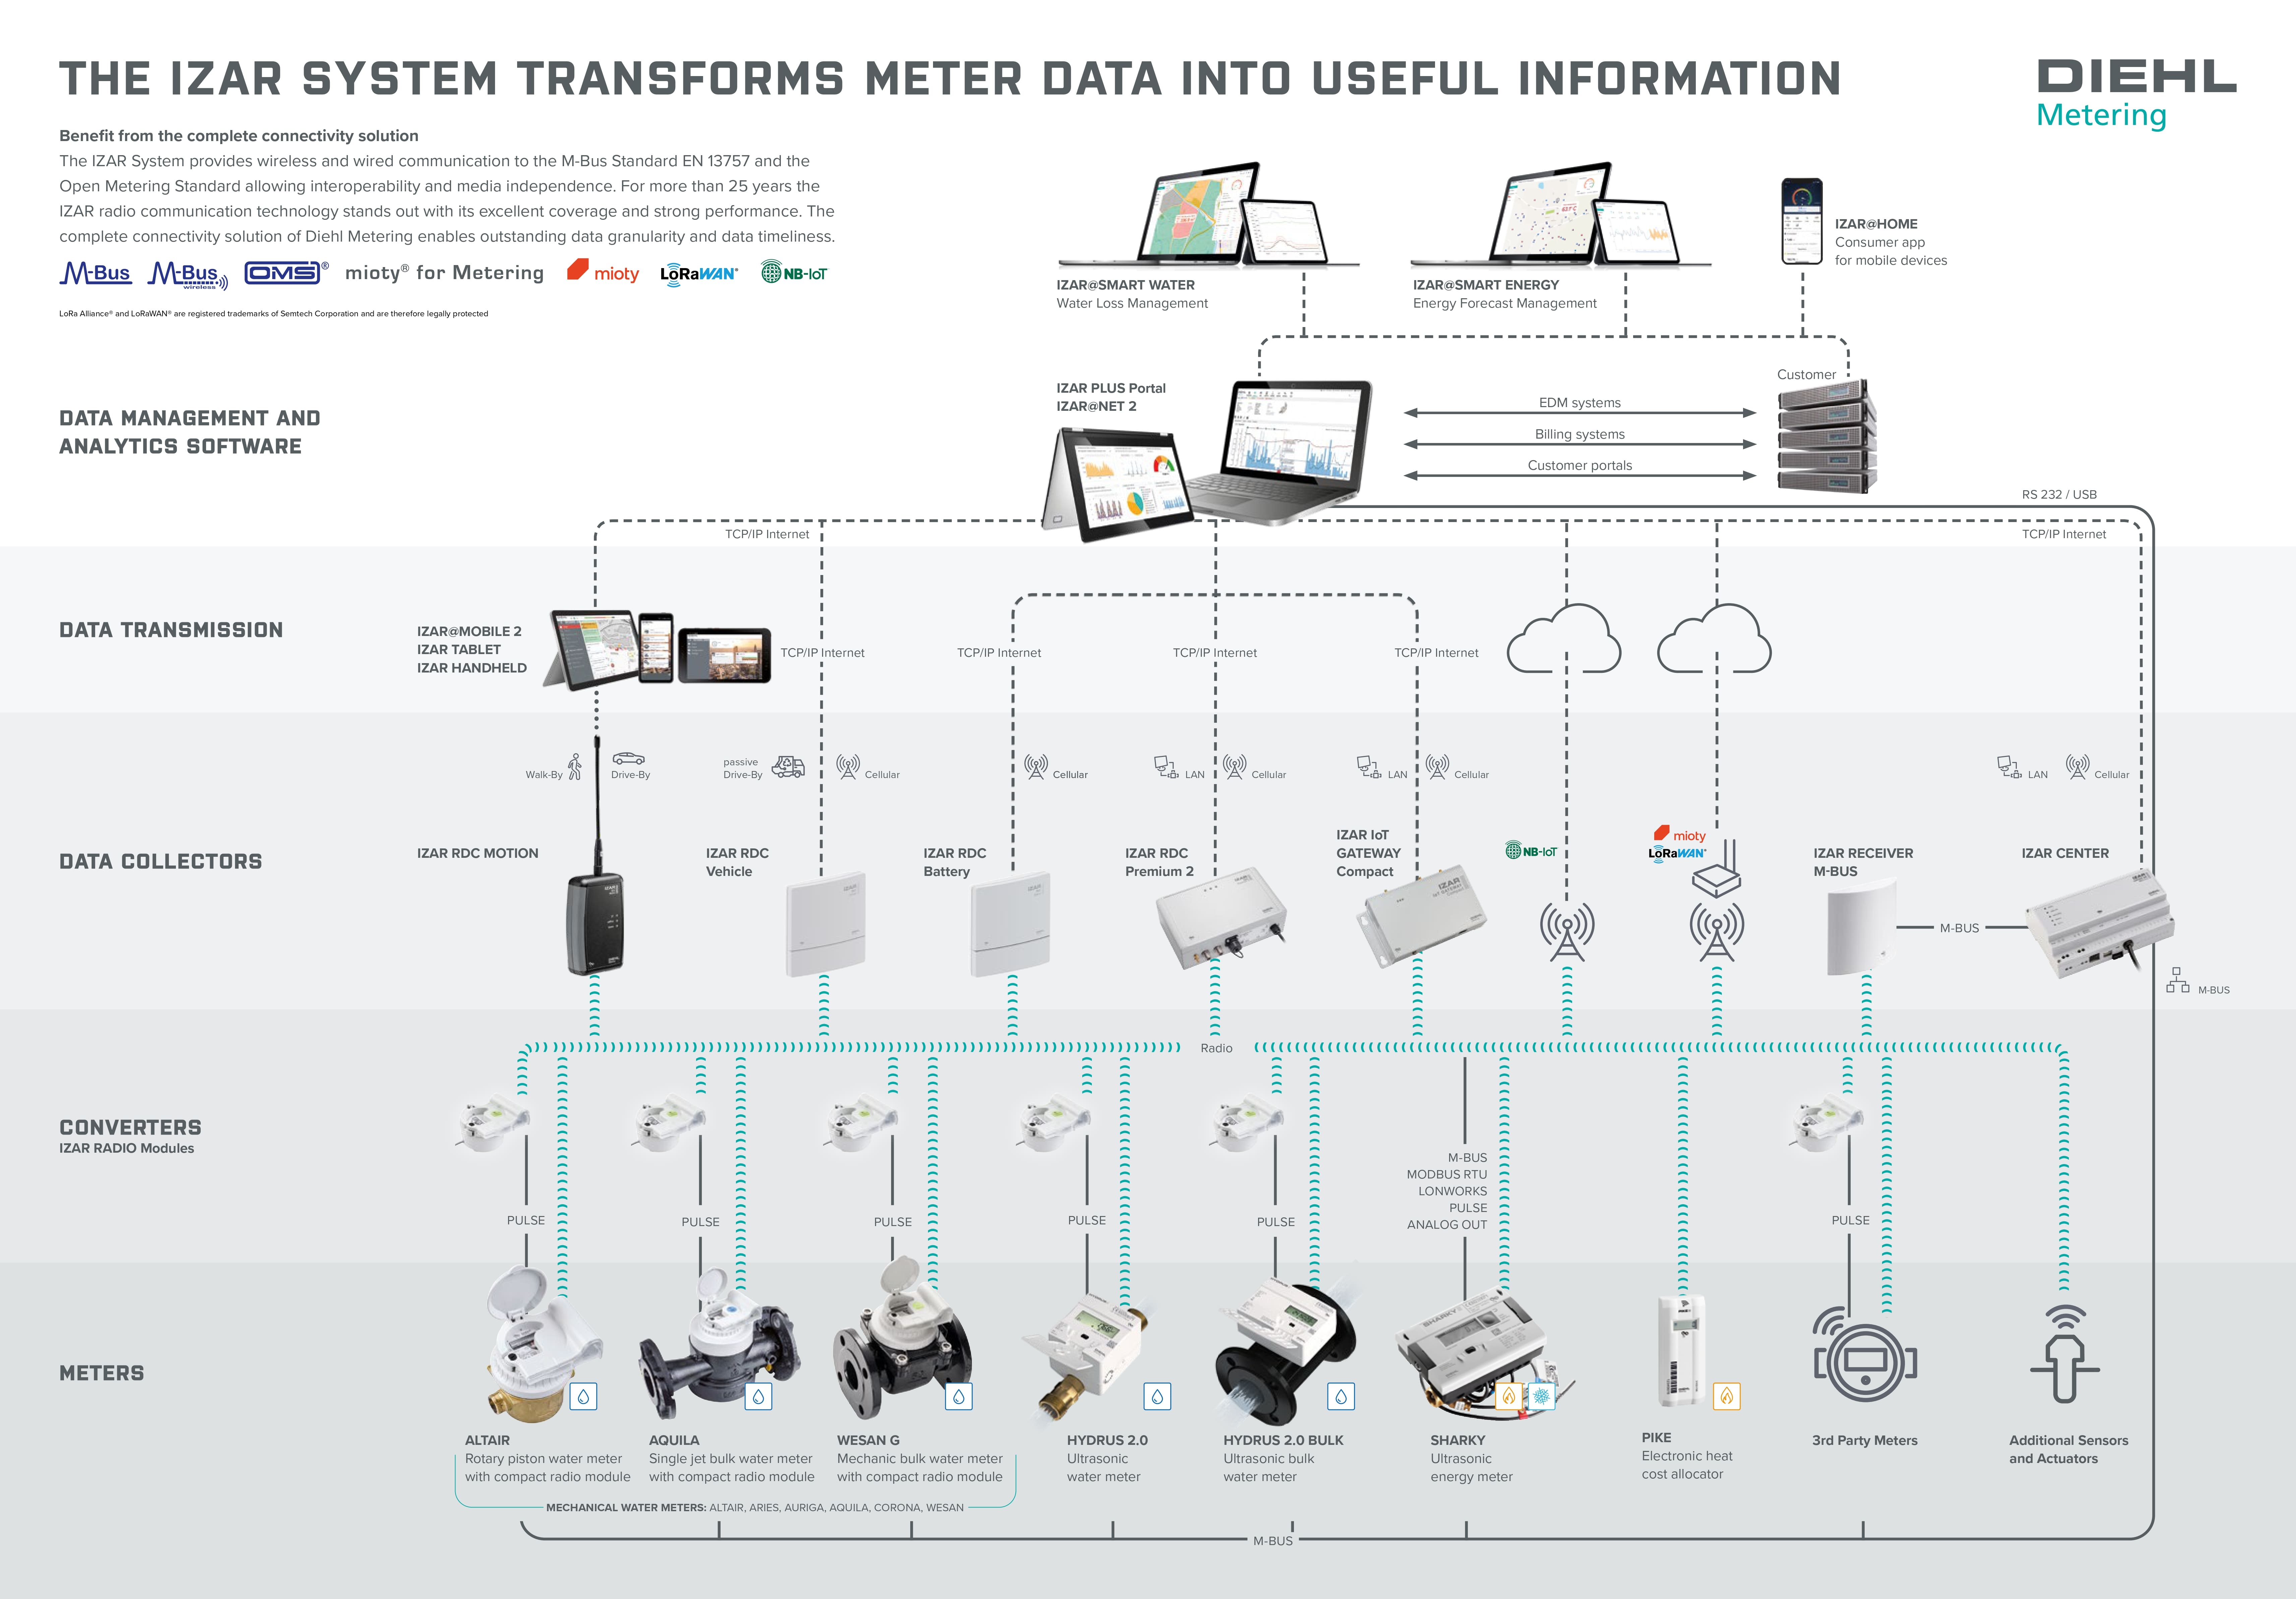 THE IZAR SYSTEM TRANSFORMS METER DATA INTO USEFUL INFORMATION
DIEHL
Metering
Benefit from the complete connectivity solution
The IZAR System provides wireless and wired communication to the M-Bus Standard EN 13757 and the
Open Metering Standard allowing interoperability and media independence. For more than 25 years the
IZAR radio communication technology stands out with its excellent coverage and strong performance. The
complete connectivity solution of Diehl Metering enables outstanding data granularity and data timeliness.
M-Bus M-Bus wireless OMS® mioty® for Metering mioty LoRaWAN® NB-IoT
LoRa Alliance® and LoRaWAN® are registered trademarks of Semtech Corporation and are therefore legally protected
IZAR@SMART WATER
Water Loss Management
IZAR@SMART ENERGY
Energy Forecast Management
IZAR@HOME
Consumer app
for mobile devices
DATA MANAGEMENT AND
ANALYTICS SOFTWARE
IZAR PLUS Portal
IZAR@NET 2
EDM systems
Billing systems
Customer portals
Customer
RS 232 / USB
TCP/IP Internet
TCP/IP Internet
DATA TRANSMISSION
IZAR@MOBILE 2
IZAR TABLET
IZAR HANDHELD
TCP/IP Internet
TCP/IP Internet
TCP/IP Internet
TCP/IP Internet
Walk-By
Drive-By
passive
Drive-By
Cellular
Cellular
LAN
Cellular
LAN
Cellular
LAN
Cellular
DATA COLLECTORS
IZAR RDC MOTION
IZAR RDC
Vehicle
IZAR RDC
Battery
IZAR RDC
Premium 2
IZAR IoT
GATEWAY
Compact
NB-IoT
mioty
LoRaWAN®
IZAR RECEIVER
M-BUS
M-BUS
IZAR CENTER
M-BUS
Radio
CONVERTERS
IZAR RADIO Modules
PULSE
PULSE
PULSE
PULSE
PULSE
M-BUS
MODBUS RTU
LONWORKS
PULSE
ANALOG OUT
PULSE
METERS
ALTAIR
Rotary piston water meter
with compact radio module
AQUILA
Single jet bulk water meter
with compact radio module
WESAN G
Mechanic bulk water meter
with compact radio module
HYDRUS 2.0
Ultrasonic
water meter
HYDRUS 2.0 BULK
Ultrasonic bulk
water meter
SHARKY
Ultrasonic
energy meter
PIKE
Electronic heat
cost allocator
3rd Party Meters
Additional Sensors
and Actuators
MECHANICAL WATER METERS: ALTAIR, ARIES, AURIGA, AQUILA, CORONA, WESAN
M-BUS